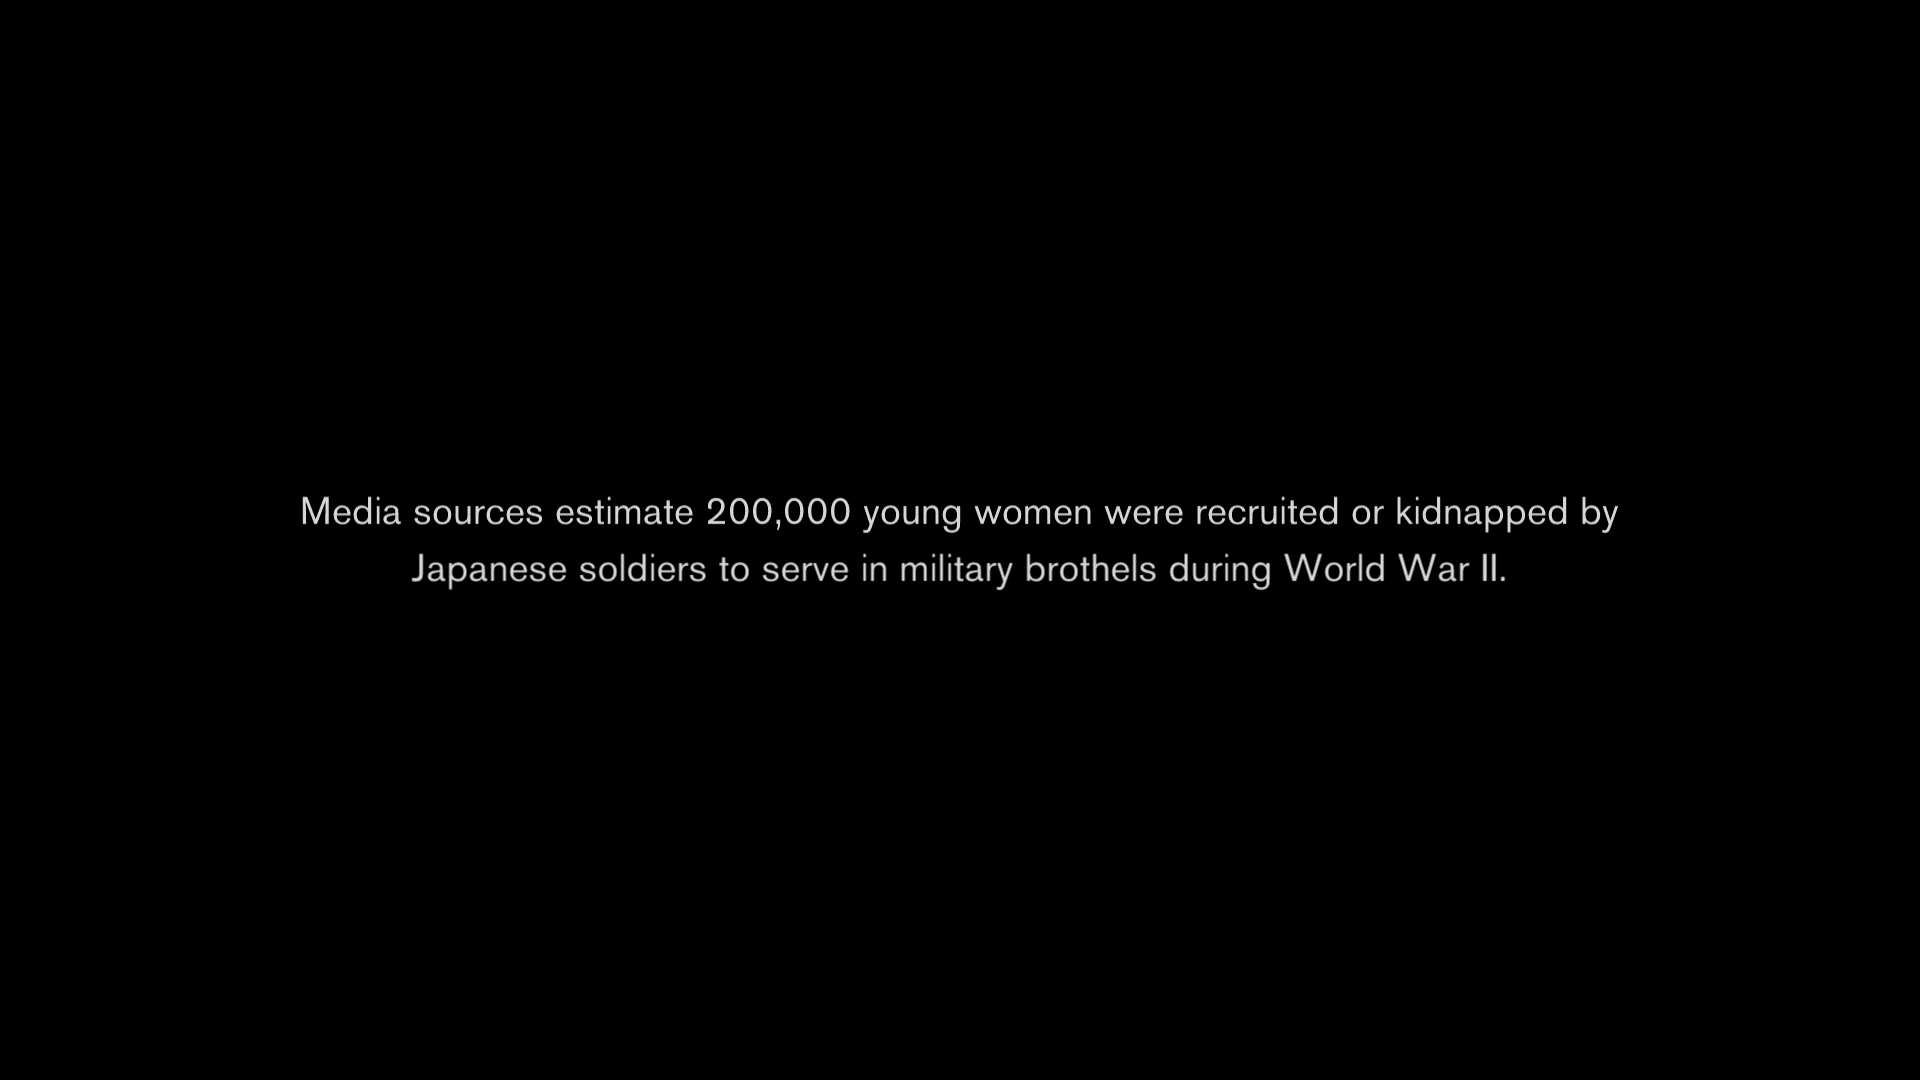 Media sources estimate 200,000 young women were recruited or kidnapped by
Japanese soldiers to serve in military brothels during World War II.